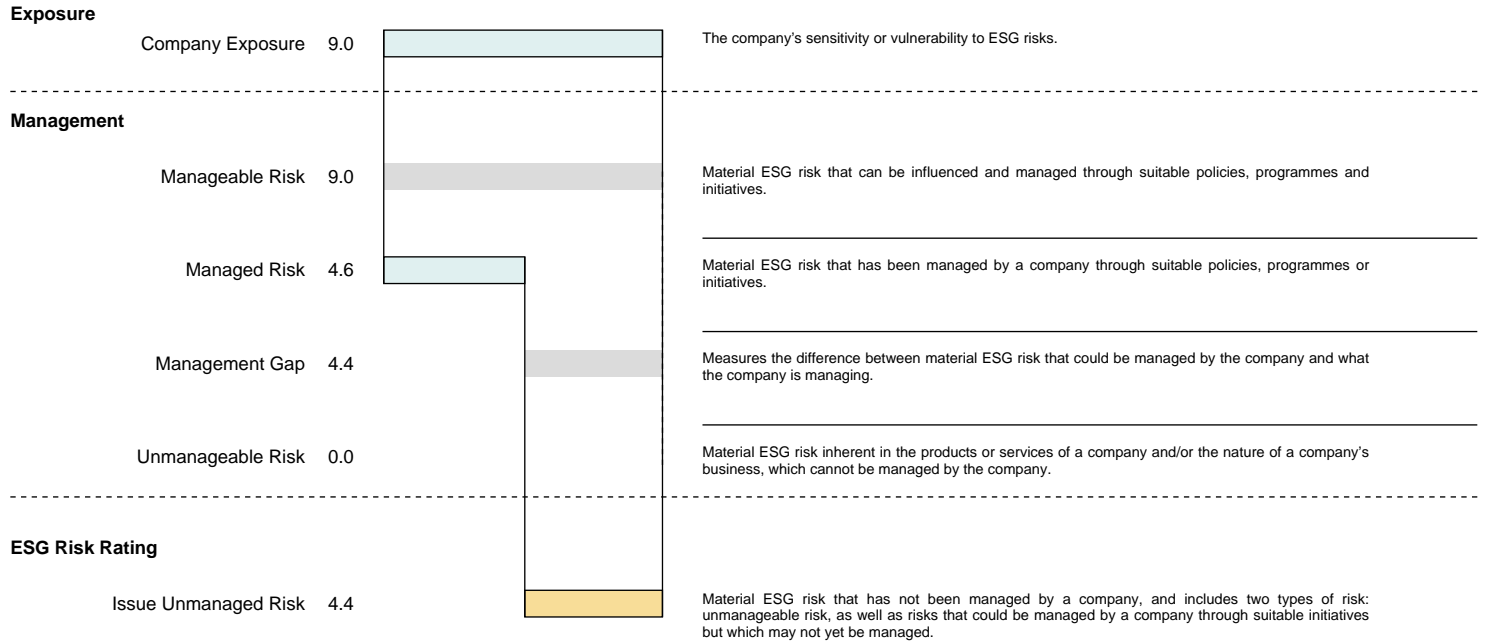 Exposure
Company Exposure 9.0
The company’s sensitivity or vulnerability to ESG risks.
Management
Manageable Risk 9.0
Material ESG risk that can be influenced and managed through suitable policies, programmes and
initiatives.
Managed Risk 4.6
Material ESG risk that has been managed by a company through suitable policies, programmes or
initiatives.
Management Gap 4.4
Measures the difference between material ESG risk that could be managed by the company and what
the company is managing.
Unmanageable Risk 0.0
Material ESG risk inherent in the products or services of a company and/or the nature of a company’s
business, which cannot be managed by the company.
ESG Risk Rating
Issue Unmanaged Risk 4.4
Material ESG risk that has not been managed by a company, and includes two types of risk:
unmanageable risk, as well as risks that could be managed by a company through suitable initiatives
but which may not yet be managed.